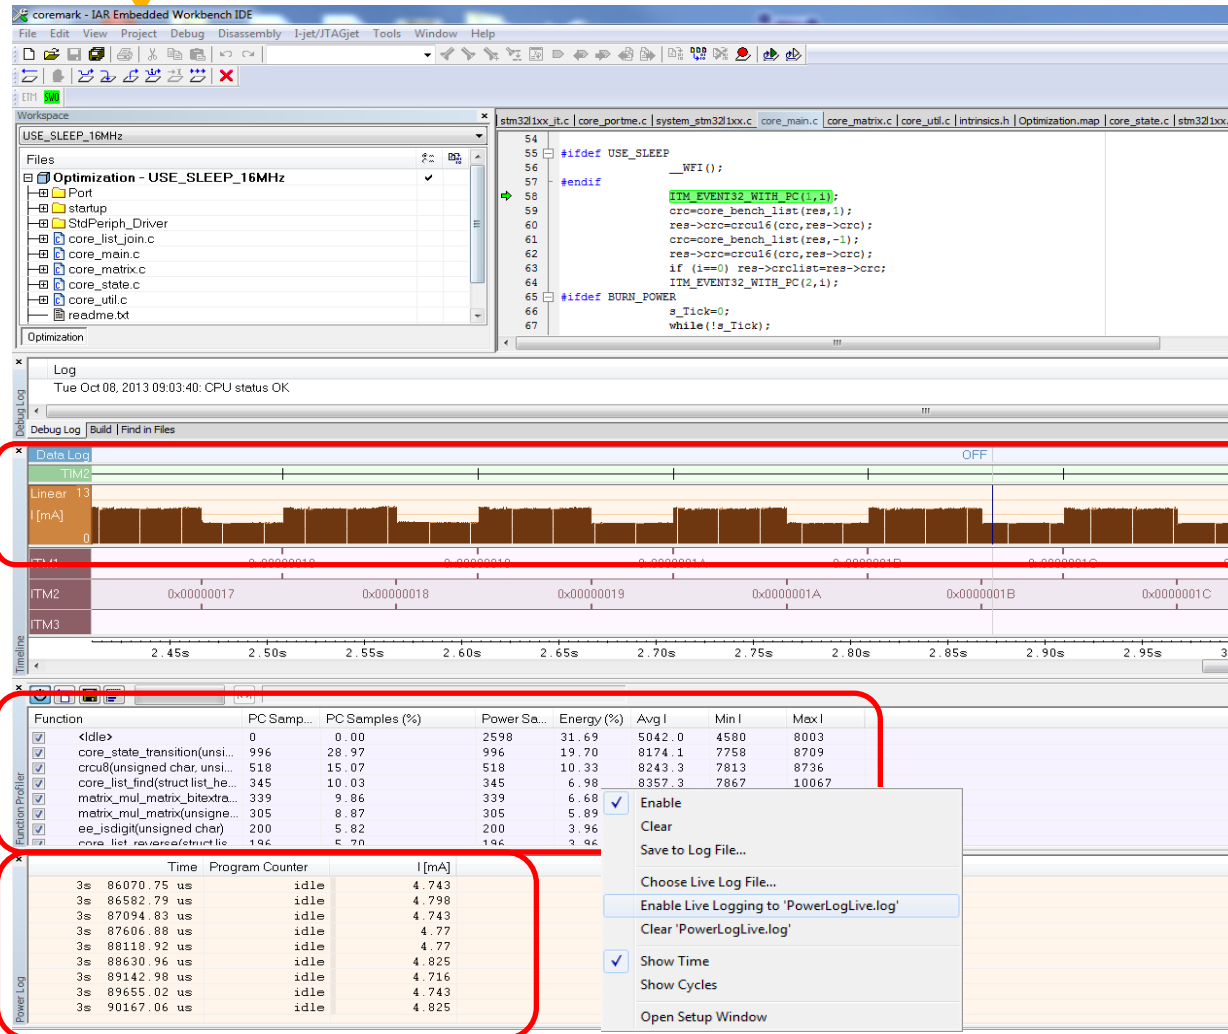 coremark - IAR Embedded Workbench IDE
File Edit View Project Debug Disassembly I-jet/JTAGjet Tools Window Help
ETM SWO
Workspace
USE_SLEEP_16MHz
Files
Optimization - USE_SLEEP_16MHz
Port
startup
StdPeriph_Driver
core_list_join.c
core_main.c
core_matrix.c
core_state.c
core_util.c
readme.txt
Optimization
stm32l1xx_it.c | core_portme.c | system_stm32l1xx.c core_main.c core_matrix.c | core_util.c | intrinsics.h | Optimization.map | core_state.c | stm32l1xx.
54
55 #ifdef USE_SLEEP
56 __WFI();
57 #endif
58 ITM_EVENT32_WITH_PC(1,i);
59 crc=core_bench_list(res,1);
60 res->crc=crcu16(crc,res->crc);
61 crc=core_bench_list(res,-1);
62 res->crc=crcu16(crc,res->crc);
63 if (i==0) res->crclist=res->crc;
64 ITM_EVENT32_WITH_PC(2,i);
65 #ifdef BURN_POWER
66 s_Tick=0;
67 while(!s_Tick);
Debug Log
Log
Tue Oct 08, 2013 09:03:40: CPU status OK
Debug Log | Build | Find in Files
Timeline
Data Log OFF
TIM2
Linear 13
I [mA]
0
ITM1
ITM2 0x00000017 0x00000018 0x00000019 0x0000001A 0x0000001B 0x0000001C
ITM3
2.45s 2.50s 2.55s 2.60s 2.65s 2.70s 2.75s 2.80s 2.85s 2.90s 2.95s 3
Function Profiler
Function PC Samp... PC Samples (%) Power Sa... Energy (%) Avg I Min I Max I
<Idle> 0 0.00 2598 31.69 5042.0 4580 8003
core_state_transition(unsi... 996 28.97 996 19.70 8174.1 7758 8709
crcu8(unsigned char, unsi... 518 15.07 518 10.33 8243.3 7813 8736
core_list_find(struct list_he... 345 10.03 345 6.98 8357.3 7867 10067
matrix_mul_matrix_bitextra... 339 9.86 339 6.68
matrix_mul_matrix(unsigne... 305 8.87 305 5.89
ee_isdigit(unsigned char) 200 5.82 200 3.96
core_list_reverse(struct lis... 196 5.70 196 3.96
Enable
Clear
Save to Log File...
Choose Live Log File...
Enable Live Logging to 'PowerLogLive.log'
Clear 'PowerLogLive.log'
Show Time
Show Cycles
Open Setup Window
Power Log
Time Program Counter I [mA]
3s 86070.75 us idle 4.743
3s 86582.79 us idle 4.798
3s 87094.83 us idle 4.743
3s 87606.88 us idle 4.77
3s 88118.92 us idle 4.77
3s 88630.96 us idle 4.825
3s 89142.98 us idle 4.716
3s 89655.02 us idle 4.743
3s 90167.06 us idle 4.825